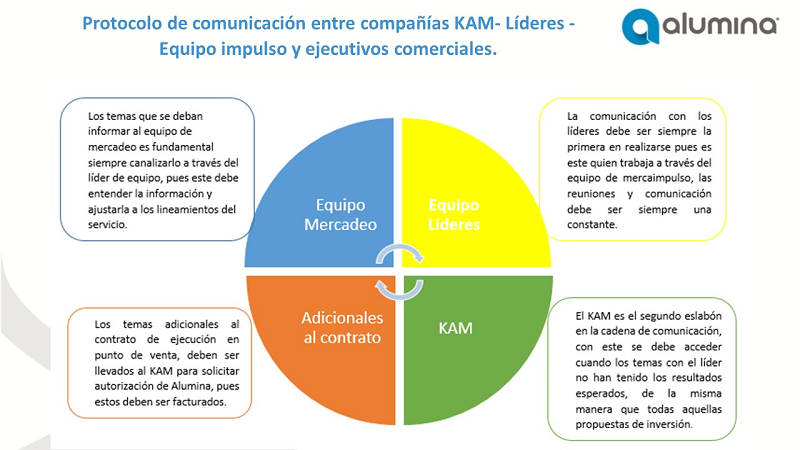 Protocolo de comunicación entre compañías KAM- Líderes -
Equipo impulso y ejecutivos comerciales.
alumina
Los temas que se deban
informar al equipo de
mercadeo es fundamental
siempre canalizarlo a través del
líder de equipo, pues este debe
entender la información y
ajustarla a los lineamientos del
servicio.
Equipo
Mercadeo
Equipo
Líderes
La comunicación con los
líderes debe ser siempre la
primera en realizarse pues es
este quien trabaja a través del
equipo de mercaimpulso, las
reuniones y comunicación
debe ser siempre una
constante.
Los temas adicionales al
contrato de ejecución en
punto de venta, deben ser
llevados al KAM para solicitar
autorización de Alumina, pues
estos deben ser facturados.
Adicionales
al contrato
KAM
El KAM es el segundo eslabón
en la cadena de comunicación,
con este se debe acceder
cuando los temas con el líder
no han tenido los resultados
esperados, de la misma
manera que todas aquellas
propuestas de inversión.